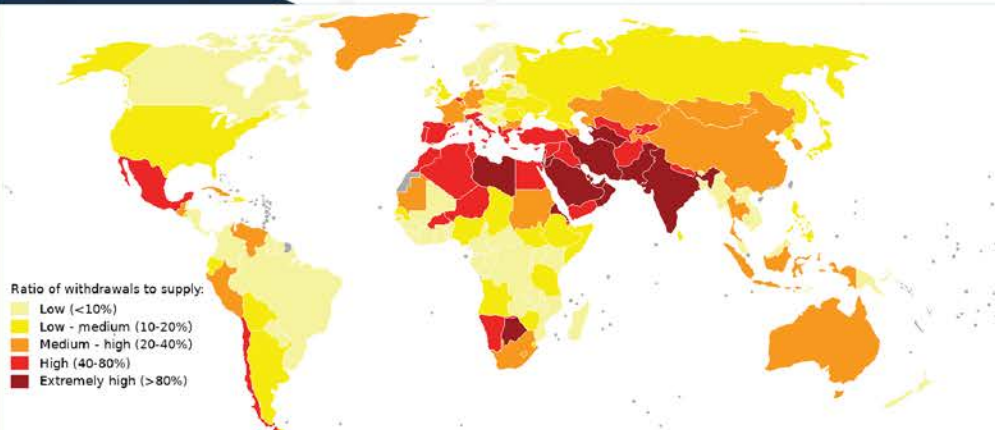 Ratio of withdrawals to supply:
Low (<10%)
Low - medium (10-20%)
Medium - high (20-40%)
High (40-80%)
Extremely high (>80%)